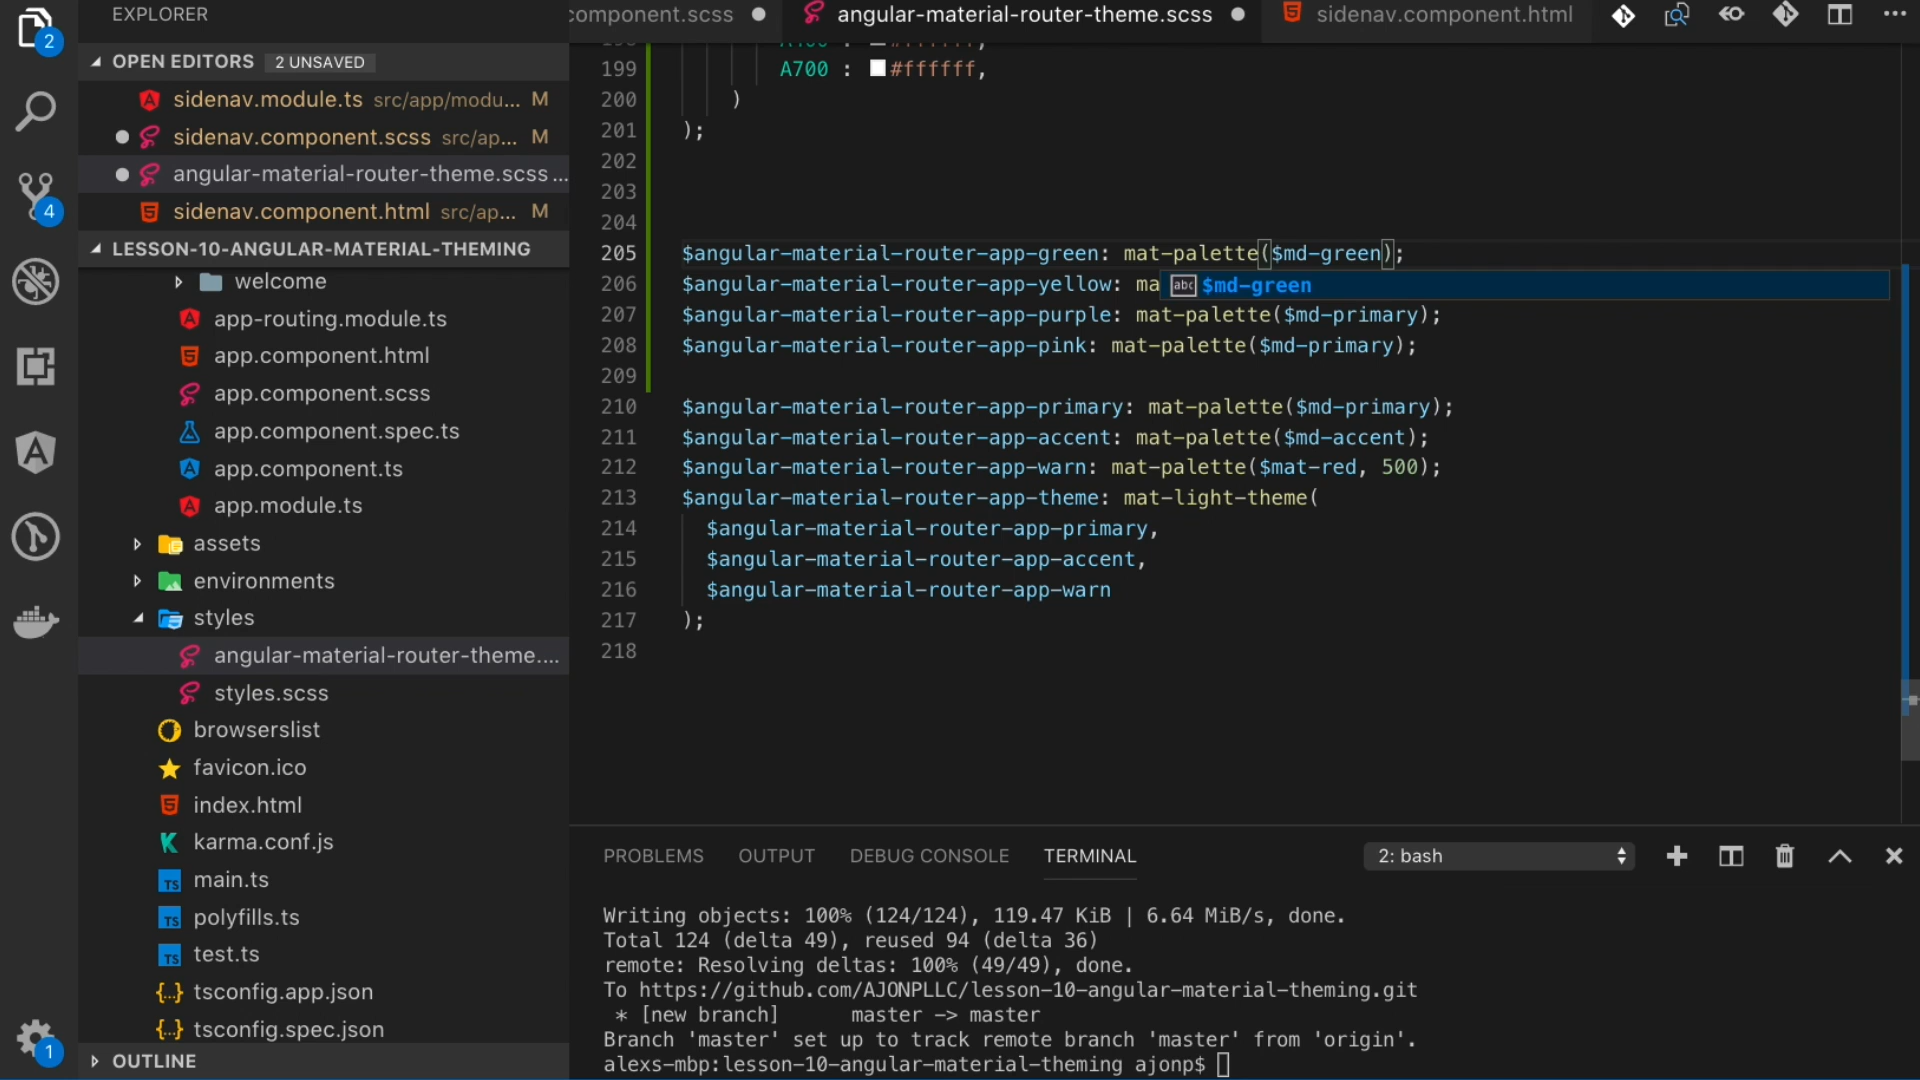 2
4
1
EXPLORER
OPEN EDITORS 2 UNSAVED
sidenav.module.ts src/app/modu... M
sidenav.component.scss src/ap... M
angular-material-router-theme.scss ...
sidenav.component.html src/ap... M
LESSON-10-ANGULAR-MATERIAL-THEMING
welcome
app-routing.module.ts
app.component.html
app.component.scss
app.component.spec.ts
app.component.ts
app.module.ts
assets
environments
styles
angular-material-router-theme....
styles.scss
browserslist
favicon.ico
index.html
karma.conf.js
main.ts
polyfills.ts
test.ts
tsconfig.app.json
tsconfig.spec.json
OUTLINE
component.scss
angular-material-router-theme.scss
sidenav.component.html
199 A700 : #ffffff,
200 )
201 );
202
203
204
205 $angular-material-router-app-green: mat-palette($md-green);
206 $angular-material-router-app-yellow: ma
abc $md-green
207 $angular-material-router-app-purple: mat-palette($md-primary);
208 $angular-material-router-app-pink: mat-palette($md-primary);
209
210 $angular-material-router-app-primary: mat-palette($md-primary);
211 $angular-material-router-app-accent: mat-palette($md-accent);
212 $angular-material-router-app-warn: mat-palette($mat-red, 500);
213 $angular-material-router-app-theme: mat-light-theme(
214 $angular-material-router-app-primary,
215 $angular-material-router-app-accent,
216 $angular-material-router-app-warn
217 );
218
PROBLEMS OUTPUT DEBUG CONSOLE TERMINAL 2: bash
Writing objects: 100% (124/124), 119.47 KiB | 6.64 MiB/s, done.
Total 124 (delta 49), reused 94 (delta 36)
remote: Resolving deltas: 100% (49/49), done.
To https://github.com/AJONPLLC/lesson-10-angular-material-theming.git
* [new branch] master -> master
Branch 'master' set up to track remote branch 'master' from 'origin'.
alexs-mbp:lesson-10-angular-material-theming ajonp$